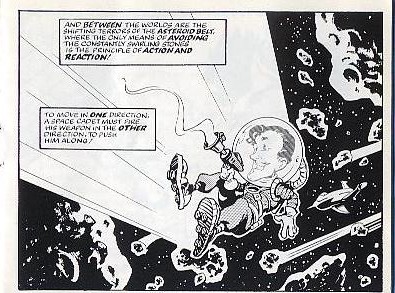 AND BETWEEN THE WORLDS ARE THE
SHIFTING TERRORS OF THE ASTEROID BELT,
WHERE THE ONLY MEANS OF AVOIDING
THE CONSTANTLY SWIRLING STONES
IS THE PRINCIPLE OF ACTION AND
REACTION!
TO MOVE IN ONE DIRECTION,
A SPACE CADET MUST FIRE
HIS WEAPON IN THE OTHER
DIRECTION, TO PUSH
HIM ALONG!